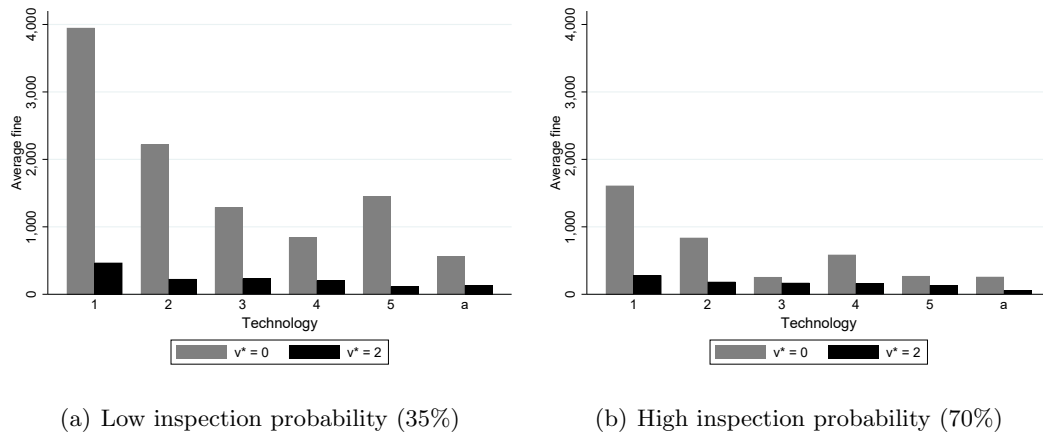 4,000
3,000
2,000
1,000
0
Average fine
1 2 3 4 5 a
Technology
v* = 0 v* = 2
(a) Low inspection probability (35%)
4,000
3,000
2,000
1,000
0
Average fine
1 2 3 4 5 a
Technology
v* = 0 v* = 2
(b) High inspection probability (70%)